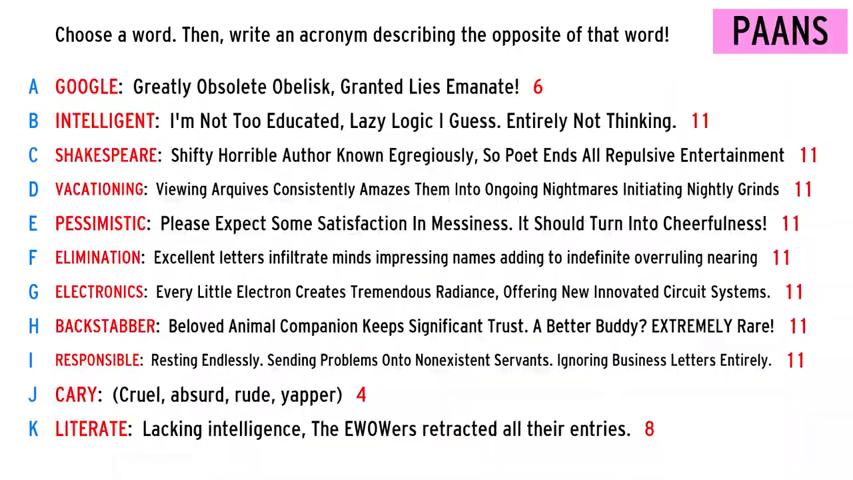 Choose a word. Then, write an acronym describing the opposite of that word!
PAANS
A GOOGLE: Greatly Obsolete Obelisk, Granted Lies Emanate! 6
B INTELLIGENT: I'm Not Too Educated, Lazy Logic I Guess. Entirely Not Thinking. 11
C SHAKESPEARE: Shifty Horrible Author Known Egregiously, So Poet Ends All Repulsive Entertainment 11
D VACATIONING: Viewing Arquives Consistently Amazes Them Into Ongoing Nightmares Initiating Nightly Grinds 11
E PESSIMISTIC: Please Expect Some Satisfaction In Messiness. It Should Turn Into Cheerfulness! 11
F ELIMINATION: Excellent letters infiltrate minds impressing names adding to indefinite overruling nearing 11
G ELECTRONICS: Every Little Electron Creates Tremendous Radiance, Offering New Innovated Circuit Systems. 11
H BACKSTABBER: Beloved Animal Companion Keeps Significant Trust. A Better Buddy? EXTREMELY Rare! 11
I RESPONSIBLE: Resting Endlessly. Sending Problems Onto Nonexistent Servants. Ignoring Business Letters Entirely. 11
J CARY: (Cruel, absurd, rude, yapper) 4
K LITERATE: Lacking intelligence, The EWOWers retracted all their entries. 8